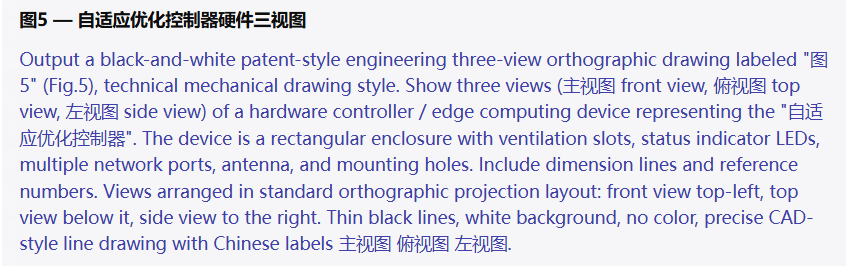 图5 — 自适应优化控制器硬件三视图
Output a black-and-white patent-style engineering three-view orthographic drawing labeled "图
5" (Fig.5), technical mechanical drawing style. Show three views (主视图 front view, 俯视图 top
view, 左视图 side view) of a hardware controller / edge computing device representing the "自适
应优化控制器". The device is a rectangular enclosure with ventilation slots, status indicator LEDs,
multiple network ports, antenna, and mounting holes. Include dimension lines and reference
numbers. Views arranged in standard orthographic projection layout: front view top-left, top
view below it, side view to the right. Thin black lines, white background, no color, precise CAD-
style line drawing with Chinese labels 主视图 俯视图 左视图.